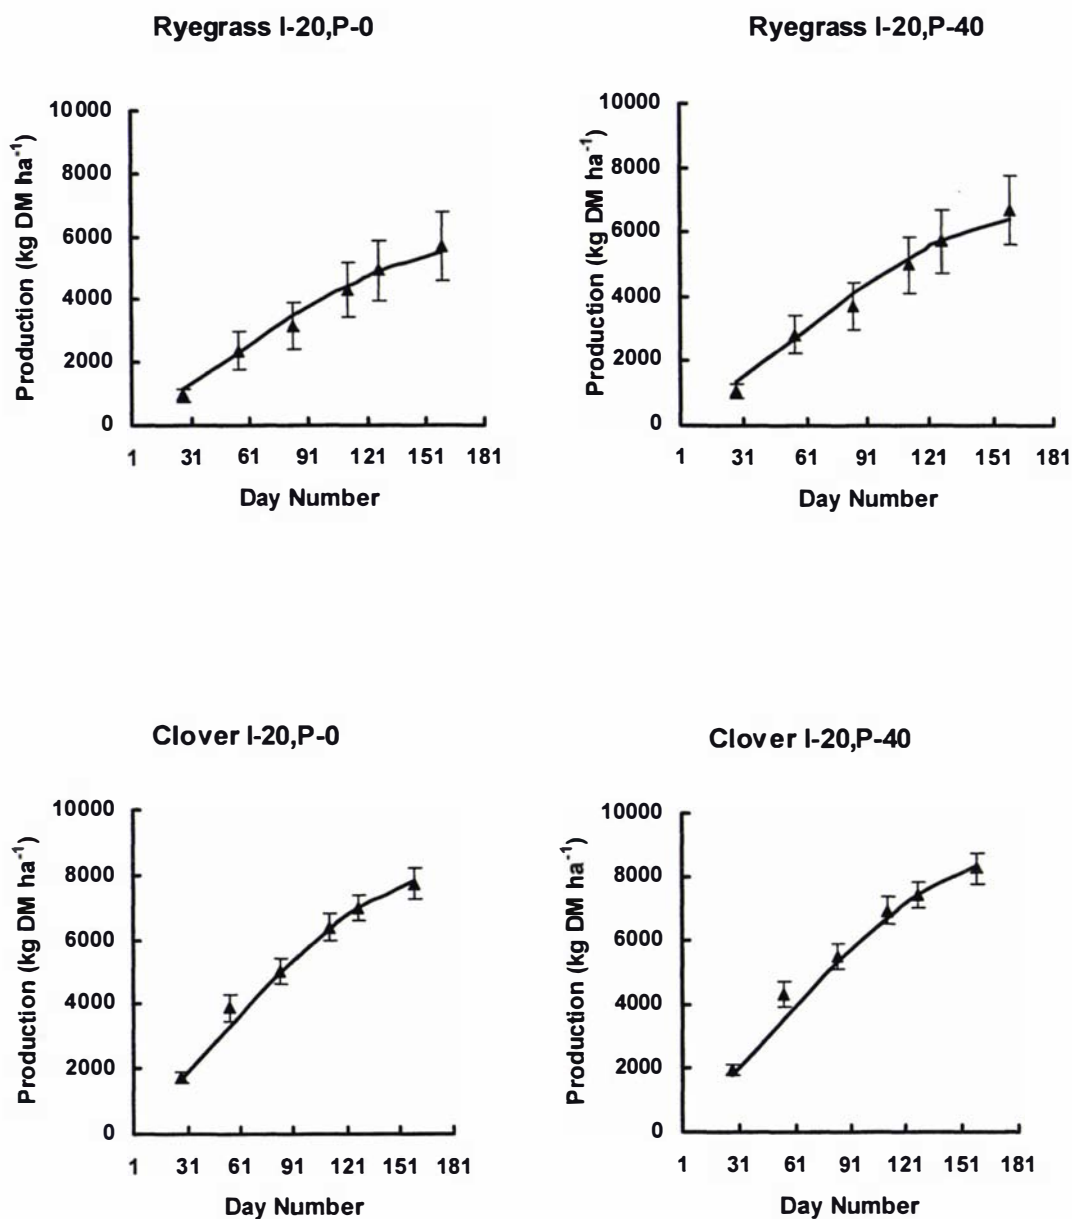 Ryegrass I-20,P-0
Production (kg DM ha⁻¹)
10000
8000
6000
4000
2000
0
1 31 61 91 121 151 181
Day Number
Ryegrass I-20,P-40
Production (kg DM ha⁻¹)
10000
8000
6000
4000
2000
0
1 31 61 91 121 151 181
Day Number
Clover I-20,P-0
Production (kg DM ha⁻¹)
10000
8000
6000
4000
2000
0
1 31 61 91 121 151 181
Day Number
Clover I-20,P-40
Production (kg DM ha⁻¹)
10000
8000
6000
4000
2000
0
1 31 61 91 121 151 181
Day Number